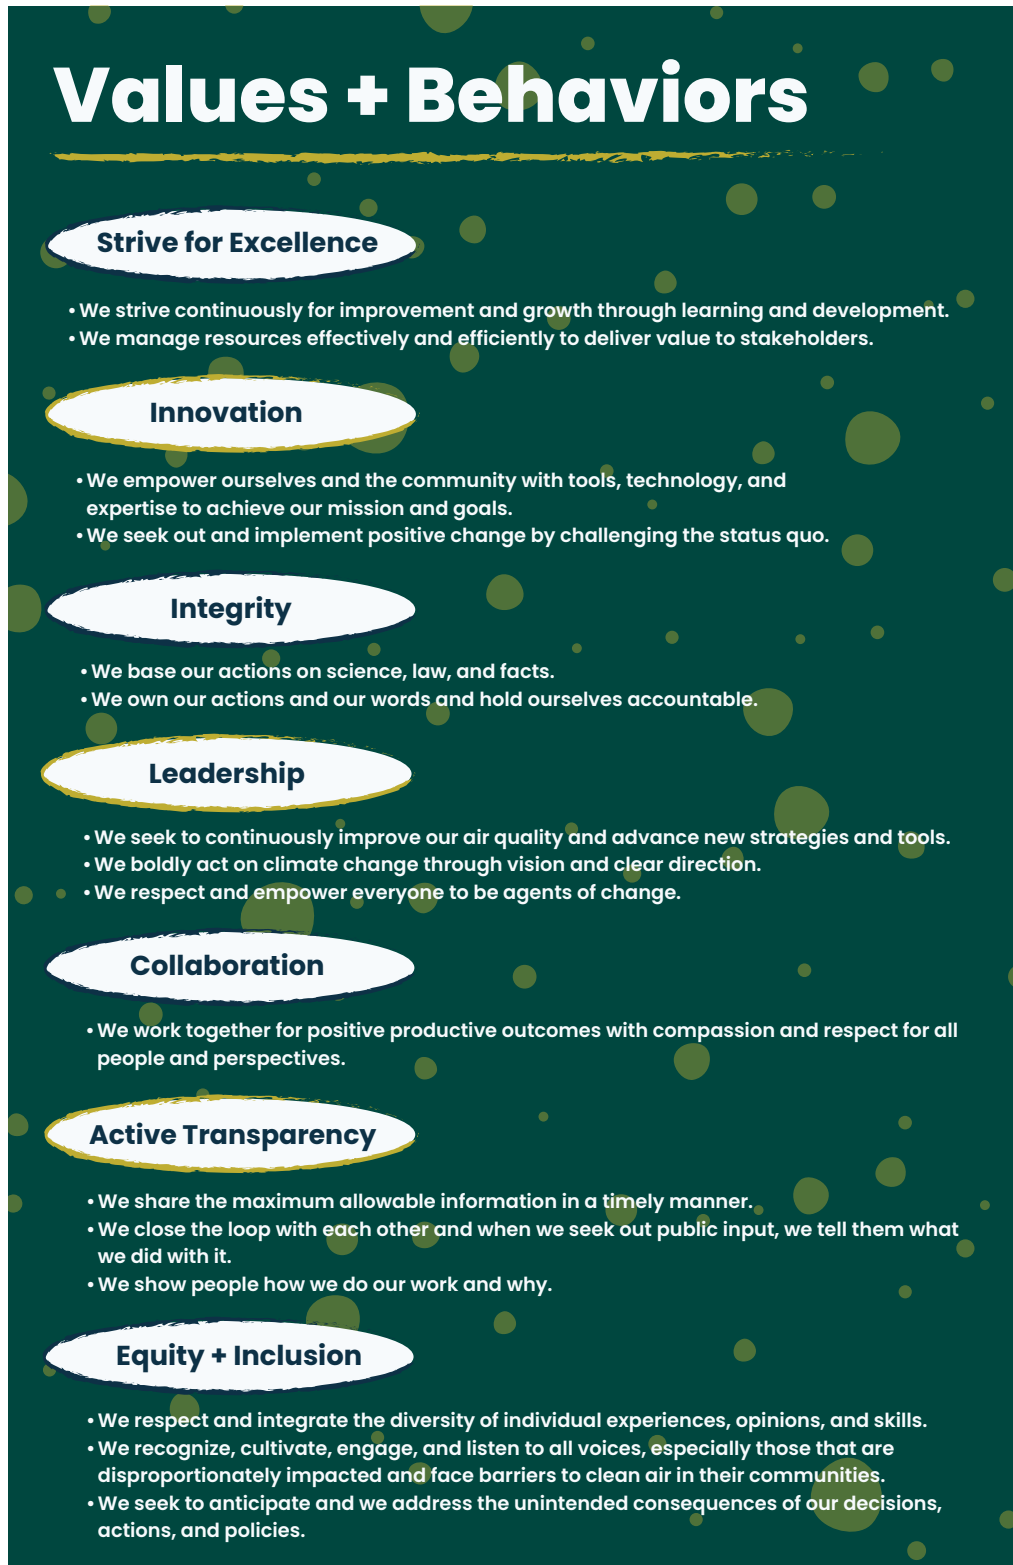 Values + Behaviors
Strive for Excellence
• We strive continuously for improvement and growth through learning and development.
• We manage resources effectively and efficiently to deliver value to stakeholders.
Innovation
• We empower ourselves and the community with tools, technology, and
expertise to achieve our mission and goals.
• We seek out and implement positive change by challenging the status quo.
Integrity
• We base our actions on science, law, and facts.
• We own our actions and our words and hold ourselves accountable.
Leadership
• We seek to continuously improve our air quality and advance new strategies and tools.
• We boldly act on climate change through vision and clear direction.
• We respect and empower everyone to be agents of change.
Collaboration
• We work together for positive productive outcomes with compassion and respect for all
people and perspectives.
Active Transparency
• We share the maximum allowable information in a timely manner.
• We close the loop with each other and when we seek out public input, we tell them what
we did with it.
• We show people how we do our work and why.
Equity + Inclusion
• We respect and integrate the diversity of individual experiences, opinions, and skills.
• We recognize, cultivate, engage, and listen to all voices, especially those that are
disproportionately impacted and face barriers to clean air in their communities.
• We seek to anticipate and we address the unintended consequences of our decisions,
actions, and policies.